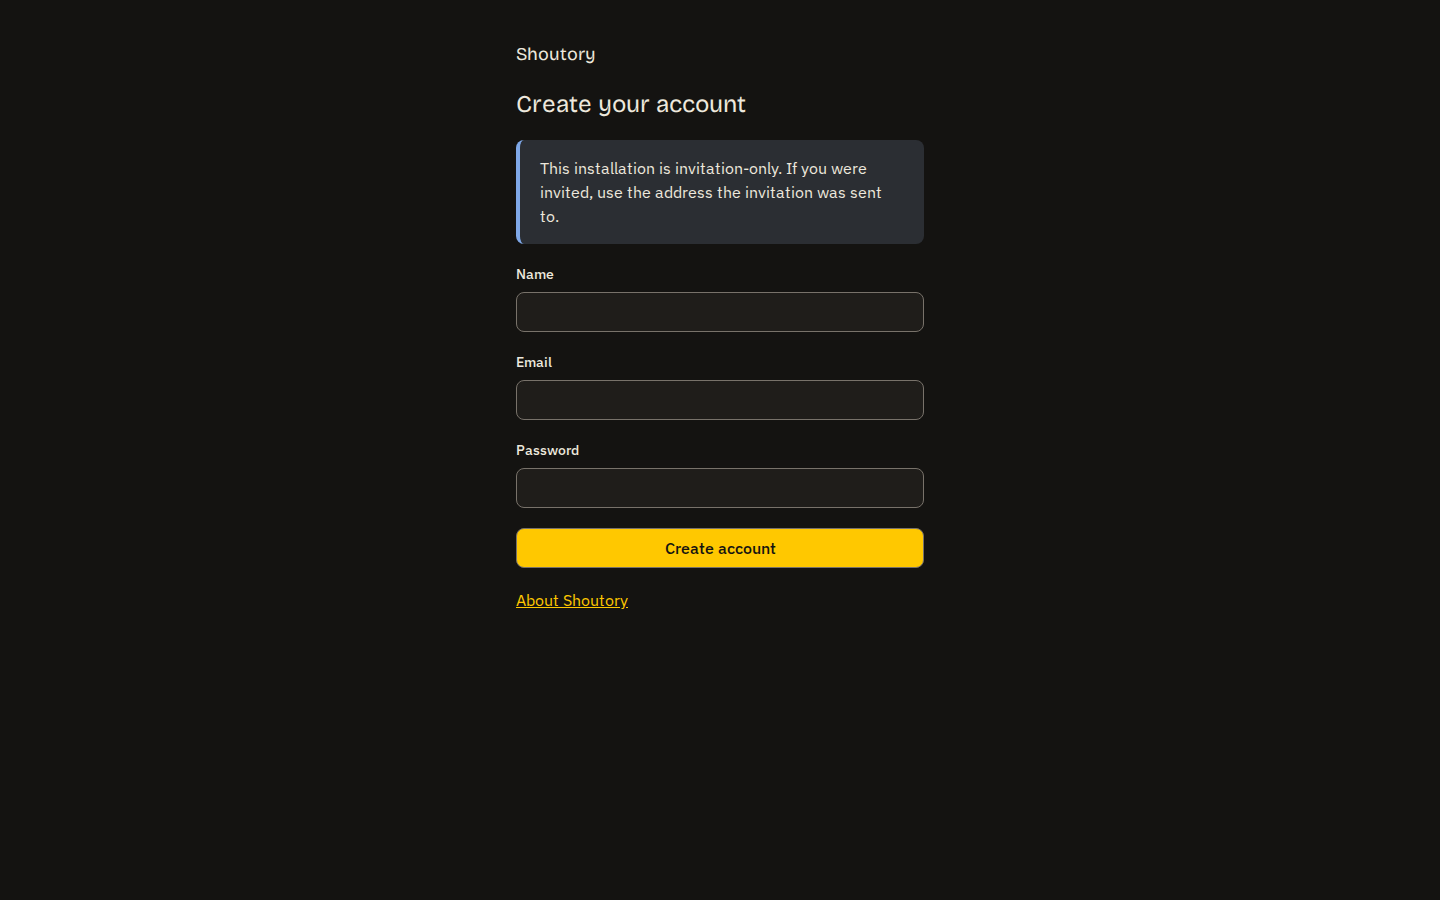 Shoutory
Create your account
This installation is invitation-only. If you were
invited, use the address the invitation was sent
to.
Name
Email
Password
Create account
About Shoutory